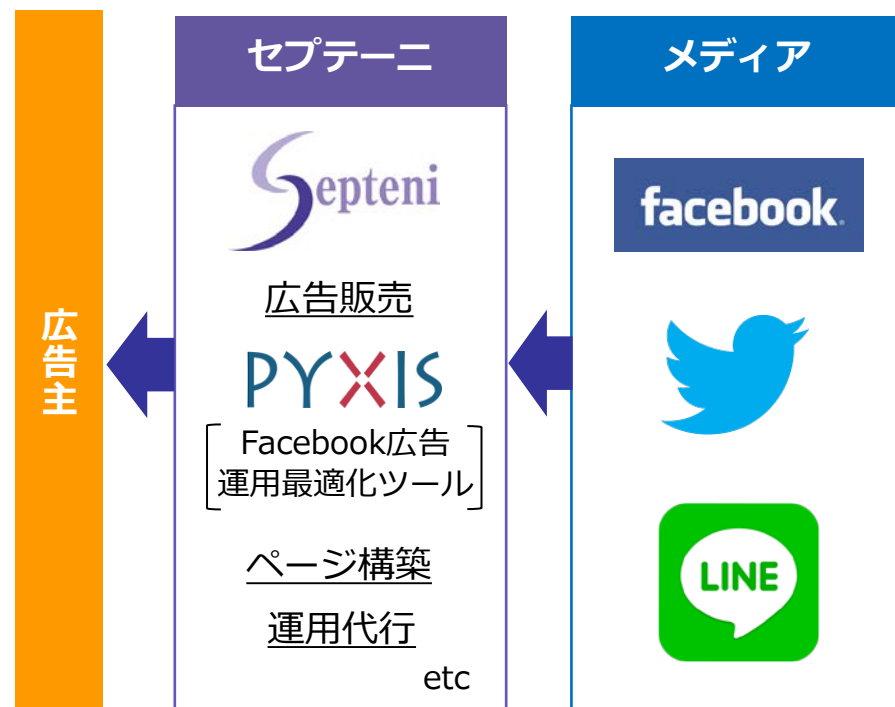 広告主
セプテーニ
Septeni
広告販売
PYXIS
Facebook広告
運用最適化ツール
ページ構築
運用代行
etc
メディア
facebook.
LINE